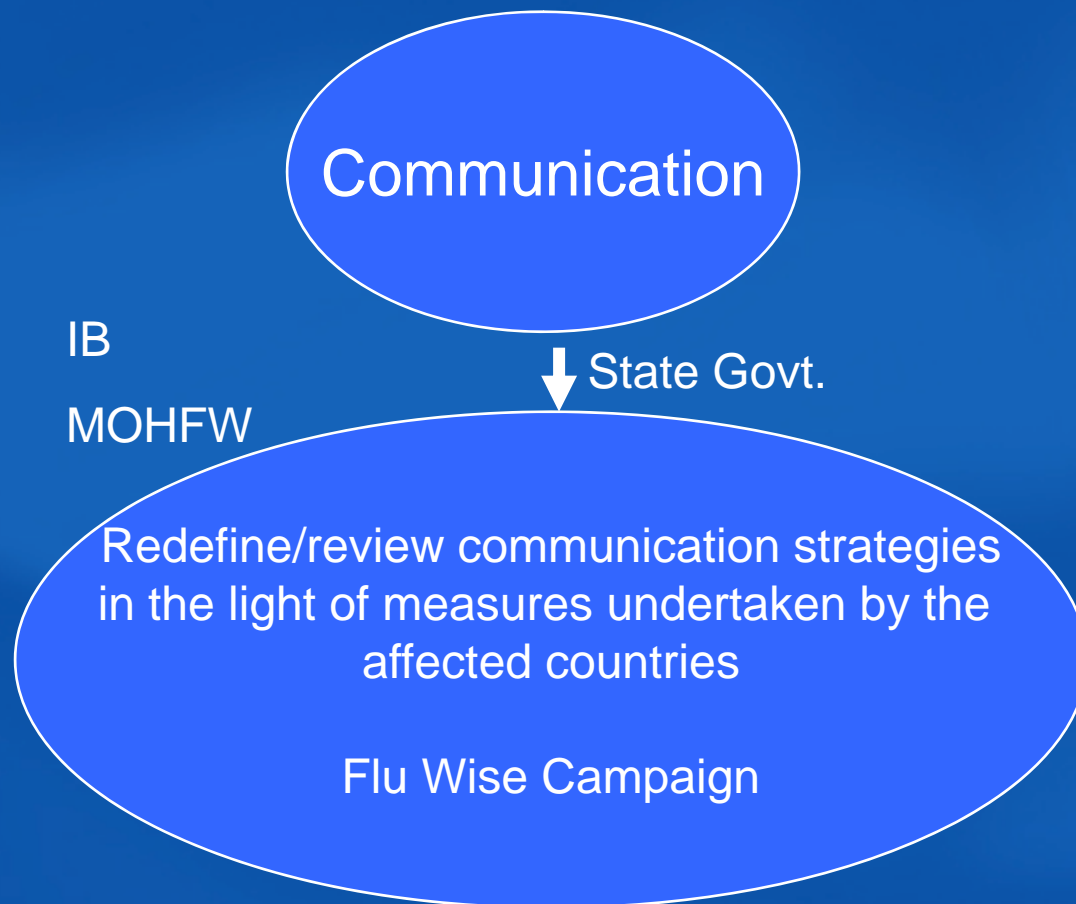 Communication
IB
State Govt.
MOHFW
Redefine/review communication strategies
in the light of measures undertaken by the
affected countries
Flu Wise Campaign